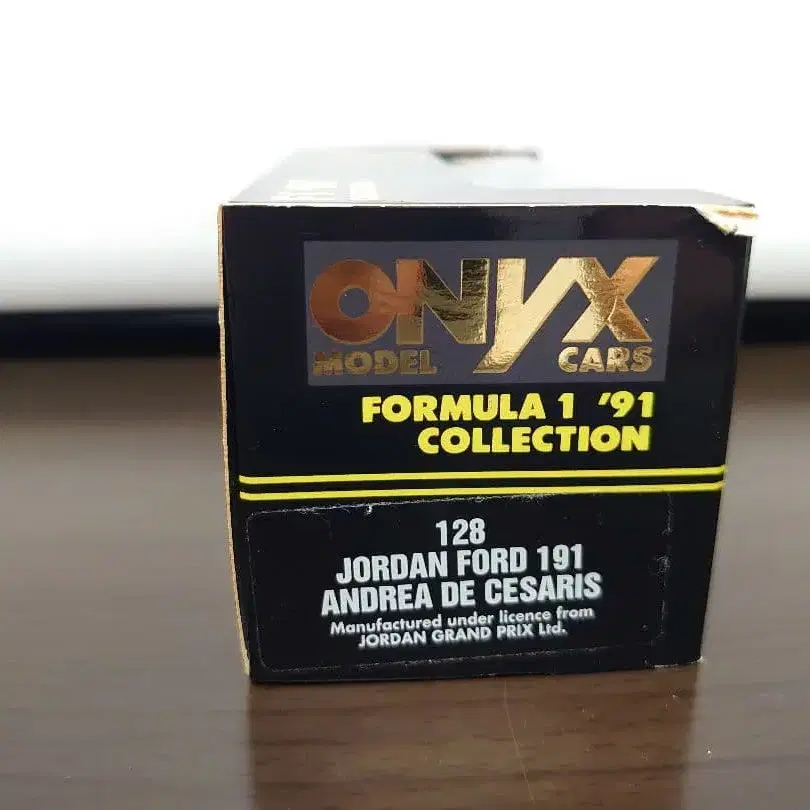 ONYX
MODEL CARS
FORMULA 1 '91
COLLECTION
128
JORDAN FORD 191
ANDREA DE CESARIS
Manufactured under licence from
JORDAN GRAND PRIX Ltd.